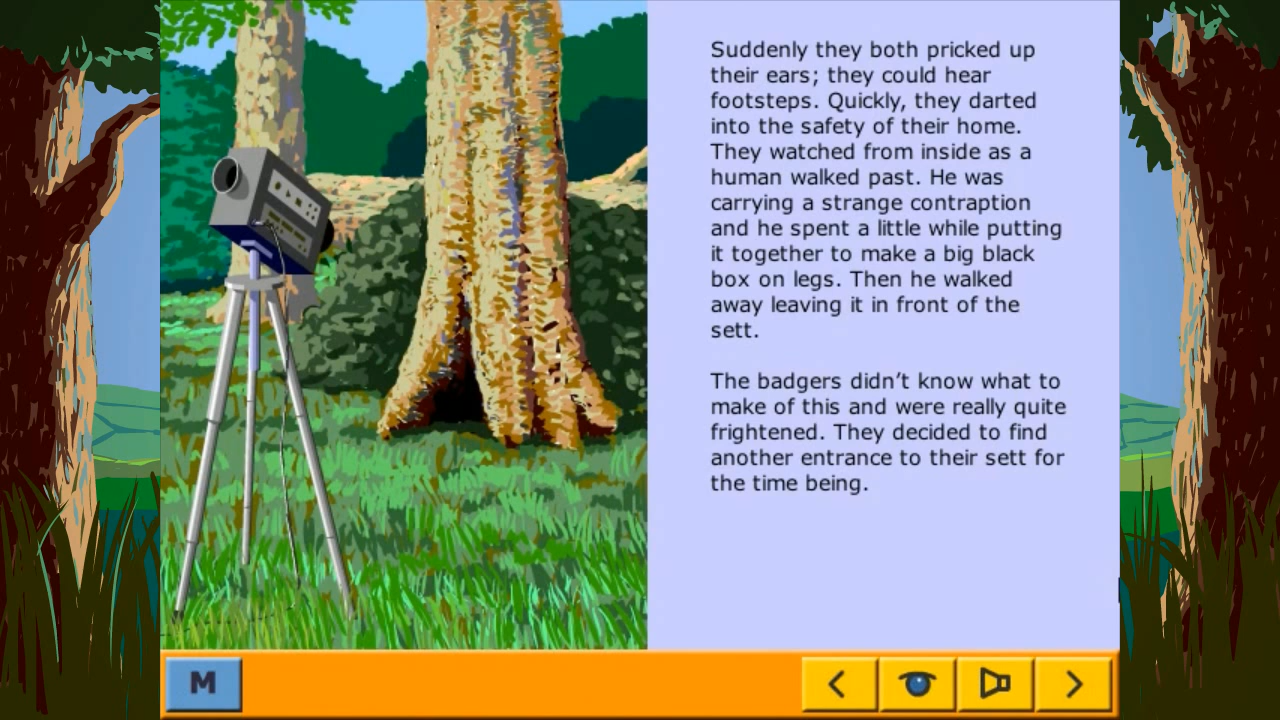 Suddenly they both pricked up
their ears; they could hear
footsteps. Quickly, they darted
into the safety of their home.
They watched from inside as a
human walked past. He was
carrying a strange contraption
and he spent a little while putting
it together to make a big black
box on legs. Then he walked
away leaving it in front of the
sett.
The badgers didn’t know what to
make of this and were really quite
frightened. They decided to find
another entrance to their sett for
the time being.
M